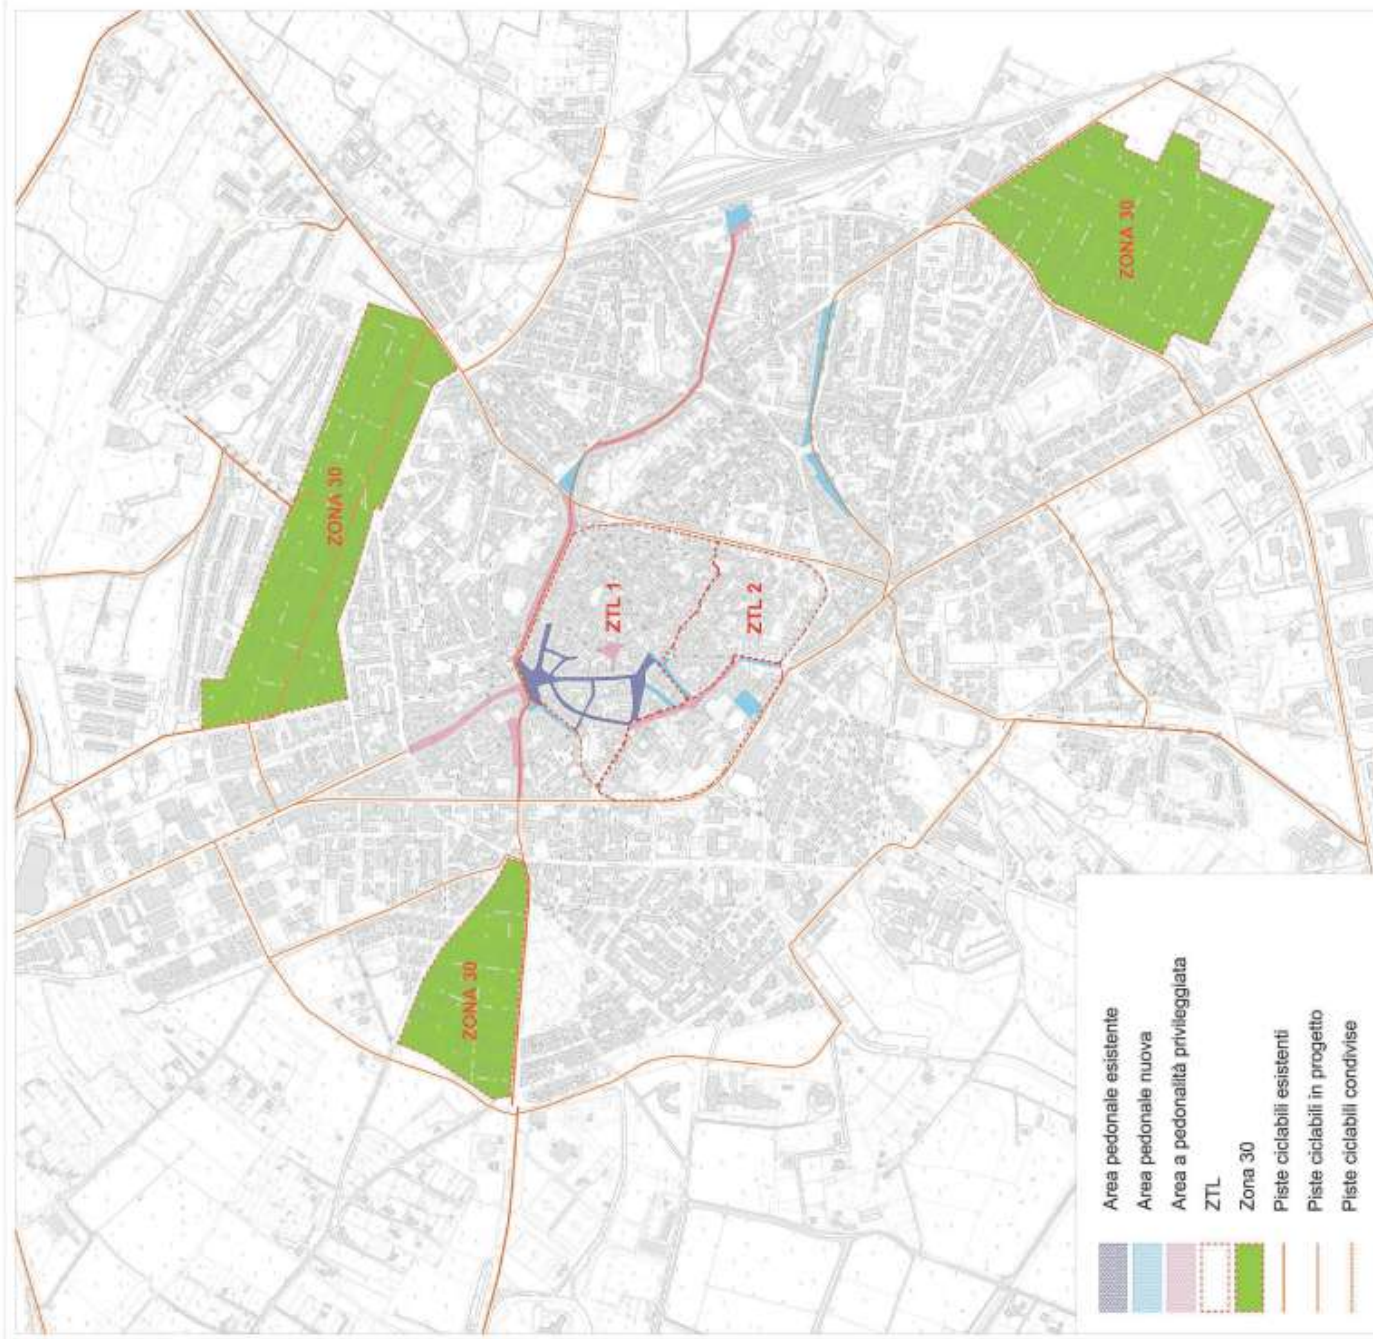 ZONA 30
ZONA 30
ZONA 30
ZTL 1
ZTL 2
Area pedonale esistente
Area pedonale nuova
Area a pedonalità privileggiata
ZTL
Zona 30
Piste ciclabili esistenti
Piste ciclabili in progetto
Piste ciclabili condivise